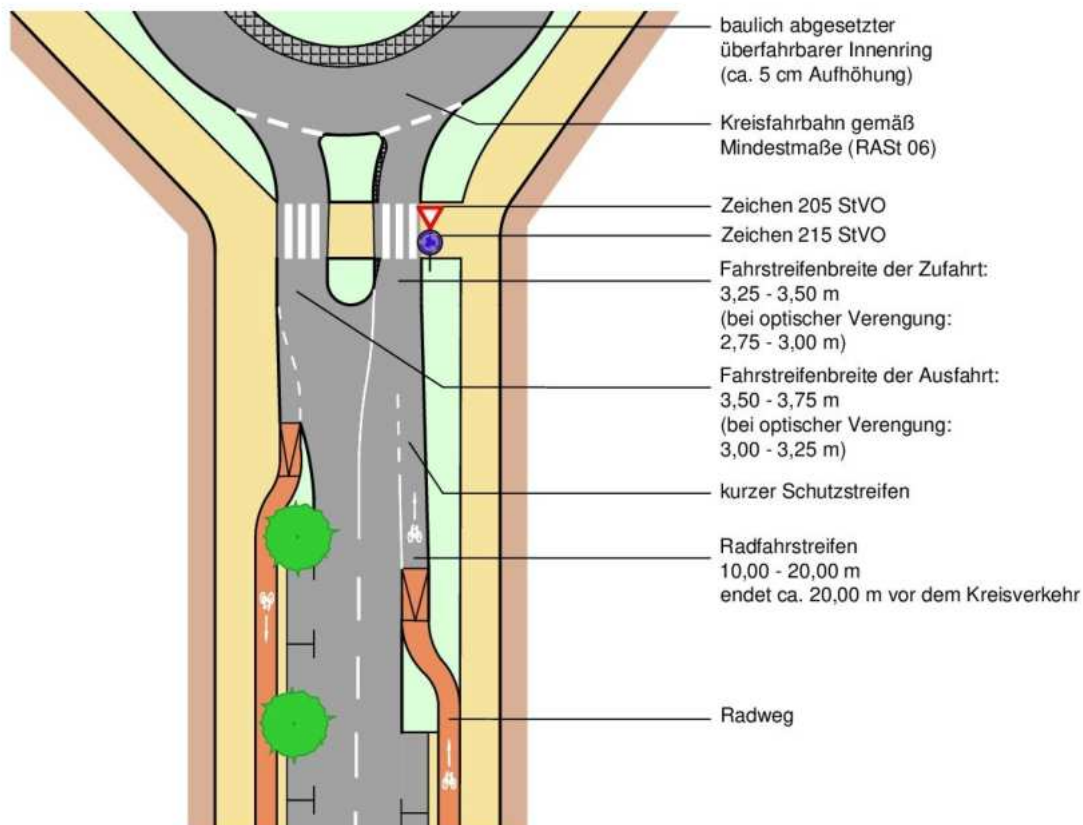 baulich abgesetzter
überfahrbarer Innenring
(ca. 5 cm Aufhöhung)
Kreisfahrbahn gemäß
Mindestmaße (RASt 06)
Zeichen 205 StVO
Zeichen 215 StVO
Fahrstreifenbreite der Zufahrt:
3,25 - 3,50 m
(bei optischer Verengung:
2,75 - 3,00 m)
Fahrstreifenbreite der Ausfahrt:
3,50 - 3,75 m
(bei optischer Verengung:
3,00 - 3,25 m)
kurzer Schutzstreifen
Radfahrstreifen
10,00 - 20,00 m
endet ca. 20,00 m vor dem Kreisverkehr
Radweg